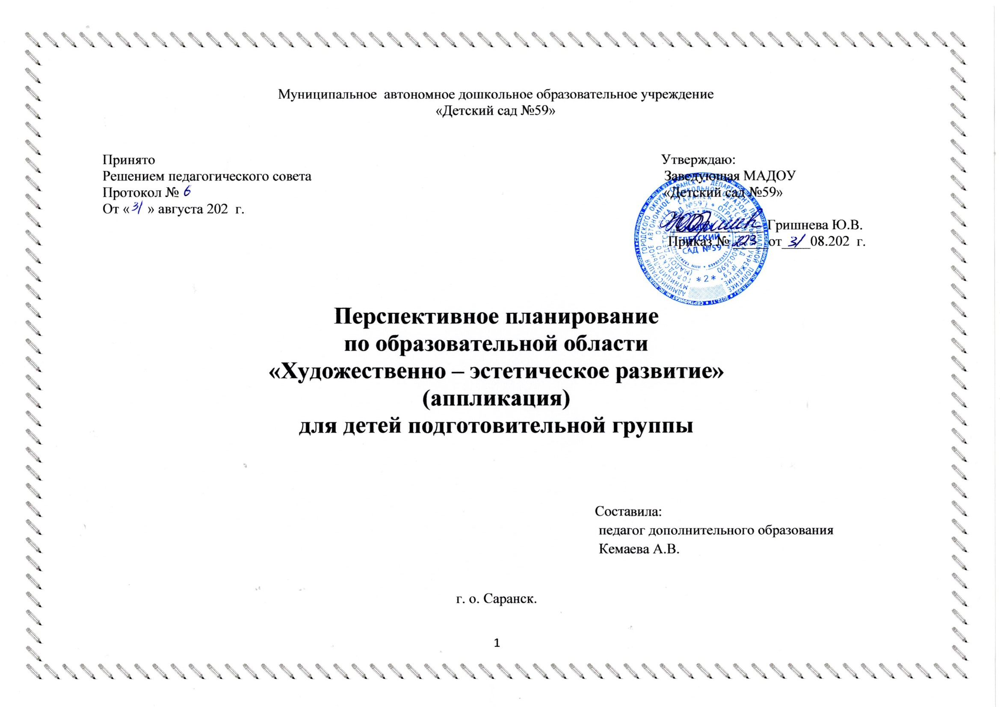 Муниципальное автономное дошкольное образовательное учреждение
«Детский сад №59»
Принято
Решением педагогического совета
Протокол № 6
От « 31 » августа 202 г.
Утверждаю:
Заведующая МАДОУ
«Детский сад №59»
Гришнева Ю.В.
Приказ № 223 от 31 08.202 г.
ДЕТСКИЙ
САД №59
*2*
Перспективное планирование
по образовательной области
«Художественно – эстетическое развитие»
(аппликация)
для детей подготовительной группы
Составила:
педагог дополнительного образования
Кемаева А.В.
г. о. Саранск.
1